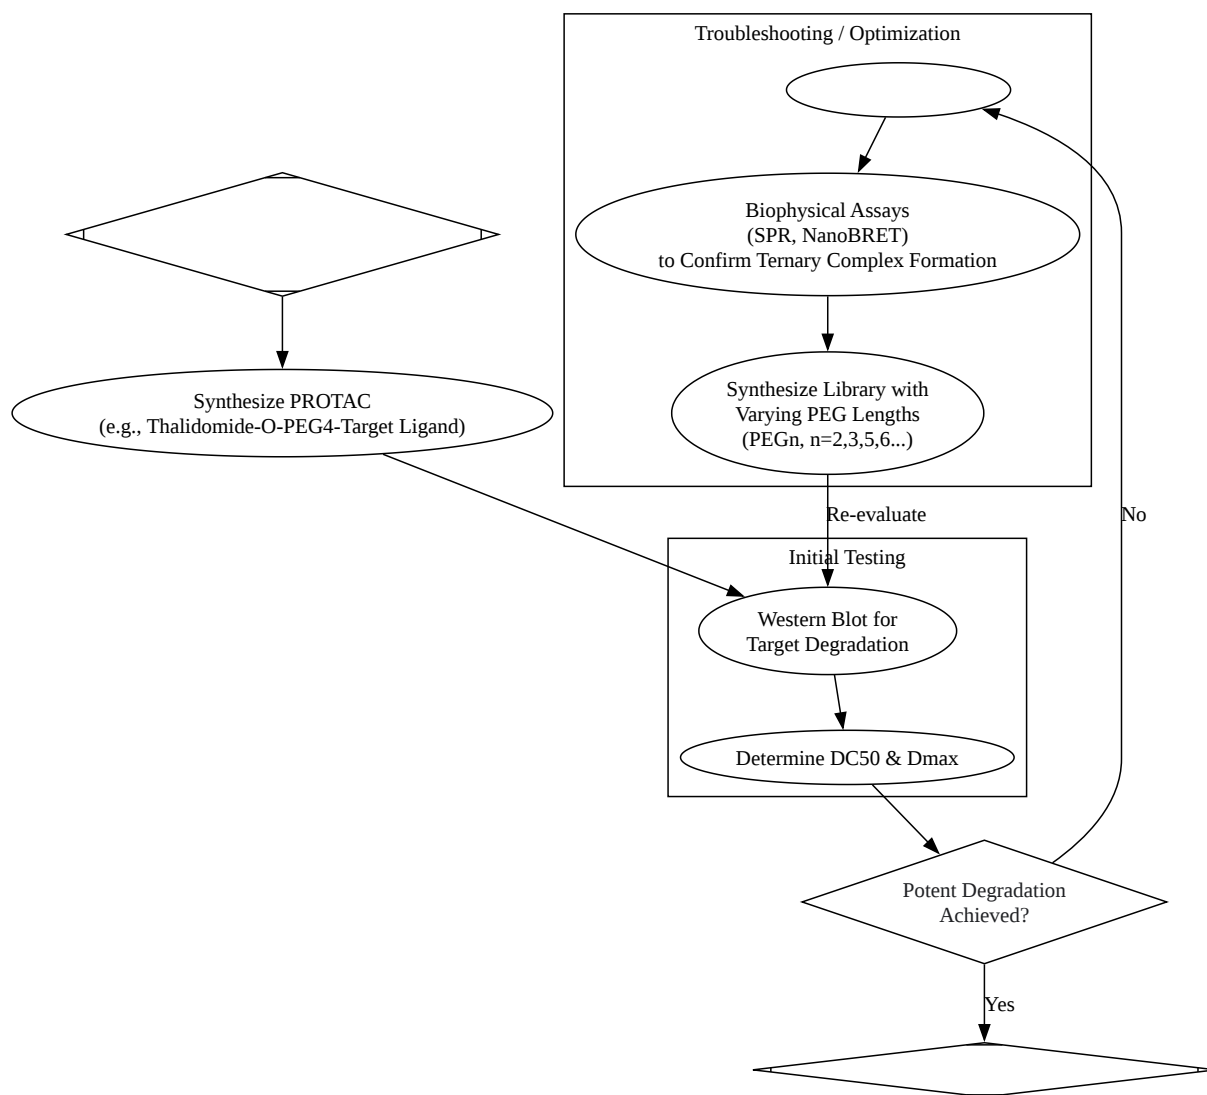 Troubleshooting / Optimization
Biophysical Assays
(SPR, NanoBRET)
to Confirm Ternary Complex Formation
Synthesize PROTAC
(e.g., Thalidomide-O-PEG4-Target Ligand)
Synthesize Library with
Varying PEG Lengths
(PEGn, n=2,3,5,6...)
Re-evaluate
No
Initial Testing
Western Blot for
Target Degradation
Determine DC50 & Dmax
Potent Degradation
Achieved?
Yes